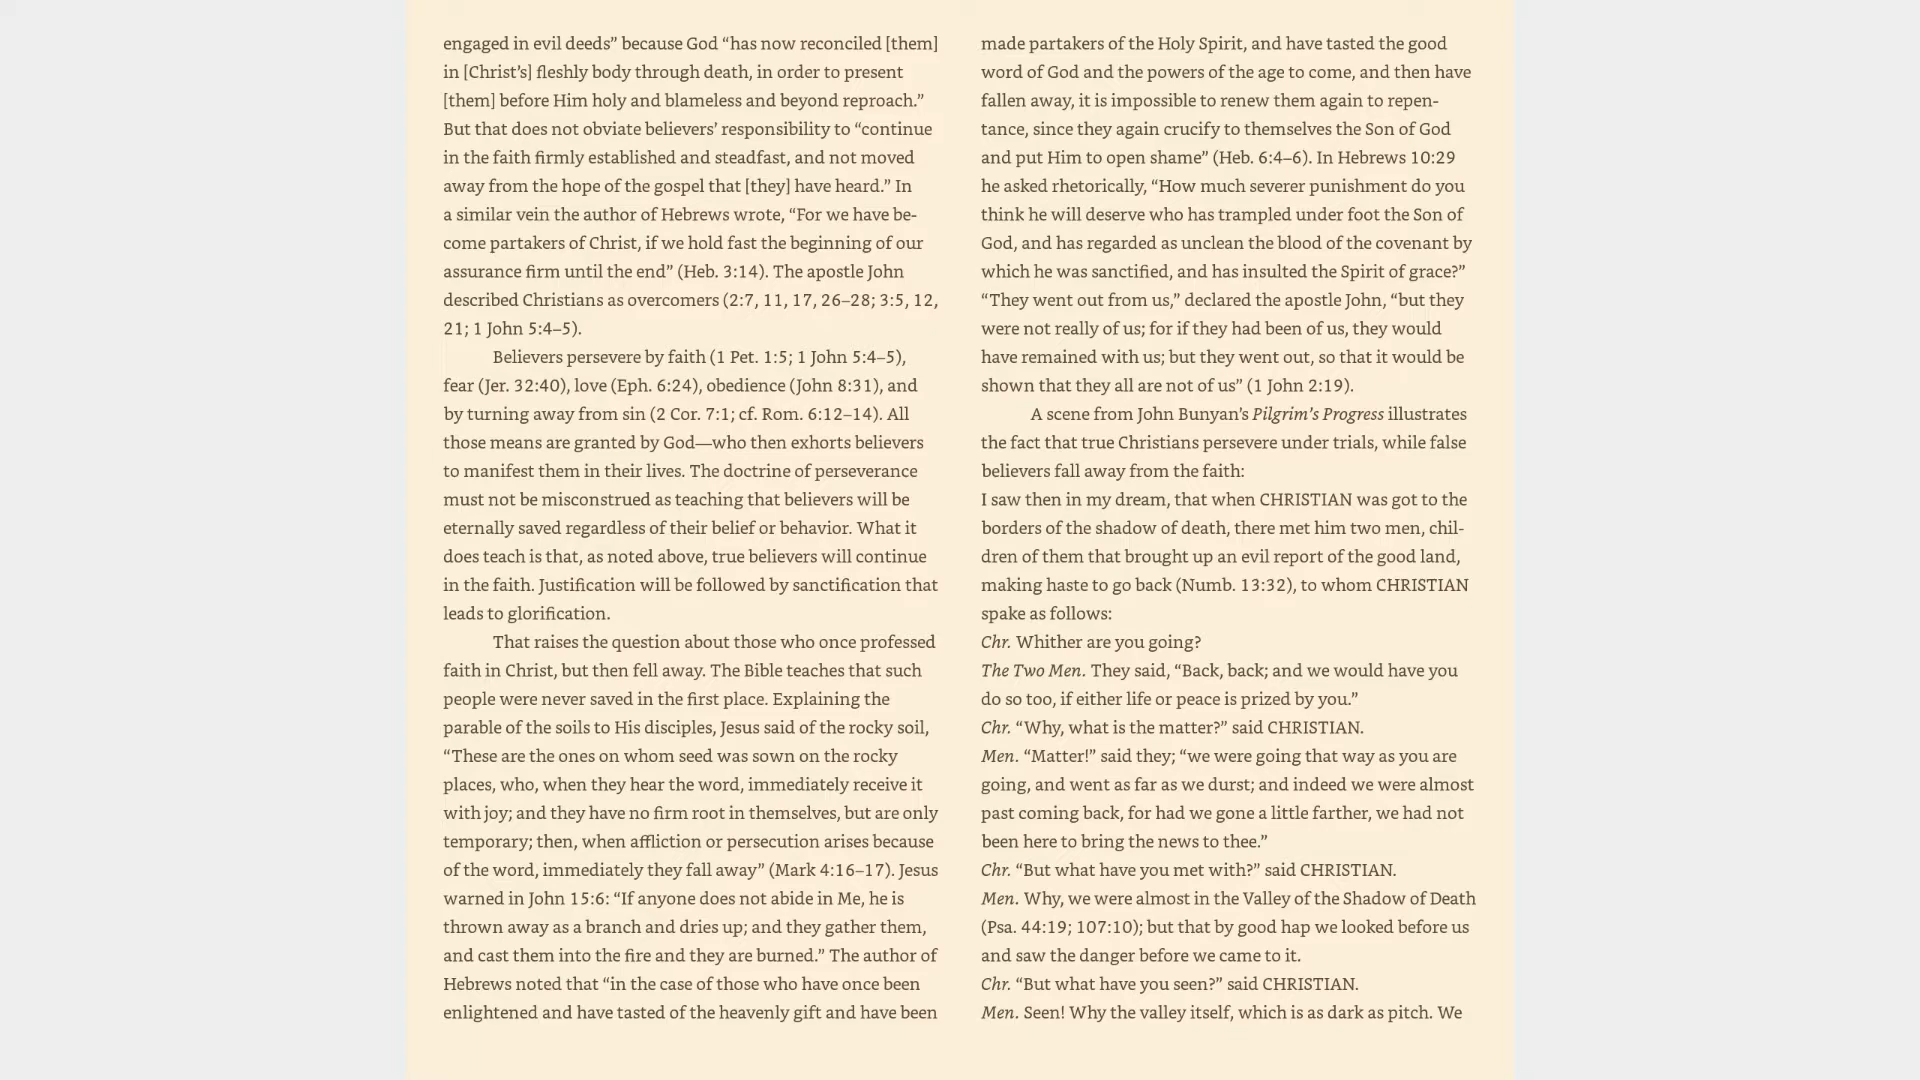 engaged in evil deeds” because God “has now reconciled [them]
in [Christ’s] fleshly body through death, in order to present
[them] before Him holy and blameless and beyond reproach.”
But that does not obviate believers’ responsibility to “continue
in the faith firmly established and steadfast, and not moved
away from the hope of the gospel that [they] have heard.” In
a similar vein the author of Hebrews wrote, “For we have be-
come partakers of Christ, if we hold fast the beginning of our
assurance firm until the end” (Heb. 3:14). The apostle John
described Christians as overcomers (2:7, 11, 17, 26–28; 3:5, 12,
21; 1 John 5:4–5).
Believers persevere by faith (1 Pet. 1:5; 1 John 5:4–5),
fear (Jer. 32:40), love (Eph. 6:24), obedience (John 8:31), and
by turning away from sin (2 Cor. 7:1; cf. Rom. 6:12–14). All
those means are granted by God—who then exhorts believers
to manifest them in their lives. The doctrine of perseverance
must not be misconstrued as teaching that believers will be
eternally saved regardless of their belief or behavior. What it
does teach is that, as noted above, true believers will continue
in the faith. Justification will be followed by sanctification that
leads to glorification.
That raises the question about those who once professed
faith in Christ, but then fell away. The Bible teaches that such
people were never saved in the first place. Explaining the
parable of the soils to His disciples, Jesus said of the rocky soil,
“These are the ones on whom seed was sown on the rocky
places, who, when they hear the word, immediately receive it
with joy; and they have no firm root in themselves, but are only
temporary; then, when affliction or persecution arises because
of the word, immediately they fall away” (Mark 4:16–17). Jesus
warned in John 15:6: “If anyone does not abide in Me, he is
thrown away as a branch and dries up; and they gather them,
and cast them into the fire and they are burned.” The author of
Hebrews noted that “in the case of those who have once been
enlightened and have tasted of the heavenly gift and have been
made partakers of the Holy Spirit, and have tasted the good
word of God and the powers of the age to come, and then have
fallen away, it is impossible to renew them again to repen-
tance, since they again crucify to themselves the Son of God
and put Him to open shame” (Heb. 6:4–6). In Hebrews 10:29
he asked rhetorically, “How much severer punishment do you
think he will deserve who has trampled under foot the Son of
God, and has regarded as unclean the blood of the covenant by
which he was sanctified, and has insulted the Spirit of grace?”
“They went out from us,” declared the apostle John, “but they
were not really of us; for if they had been of us, they would
have remained with us; but they went out, so that it would be
shown that they all are not of us” (1 John 2:19).
A scene from John Bunyan’s Pilgrim’s Progress illustrates
the fact that true Christians persevere under trials, while false
believers fall away from the faith:
I saw then in my dream, that when CHRISTIAN was got to the
borders of the shadow of death, there met him two men, chil-
dren of them that brought up an evil report of the good land,
making haste to go back (Numb. 13:32), to whom CHRISTIAN
spake as follows:
Chr. Whither are you going?
The Two Men. They said, “Back, back; and we would have you
do so too, if either life or peace is prized by you.”
Chr. “Why, what is the matter?” said CHRISTIAN.
Men. “Matter!” said they; “we were going that way as you are
going, and went as far as we durst; and indeed we were almost
past coming back, for had we gone a little farther, we had not
been here to bring the news to thee.”
Chr. “But what have you met with?” said CHRISTIAN.
Men. Why, we were almost in the Valley of the Shadow of Death
(Psa. 44:19; 107:10); but that by good hap we looked before us
and saw the danger before we came to it.
Chr. “But what have you seen?” said CHRISTIAN.
Men. Seen! Why the valley itself, which is as dark as pitch. We